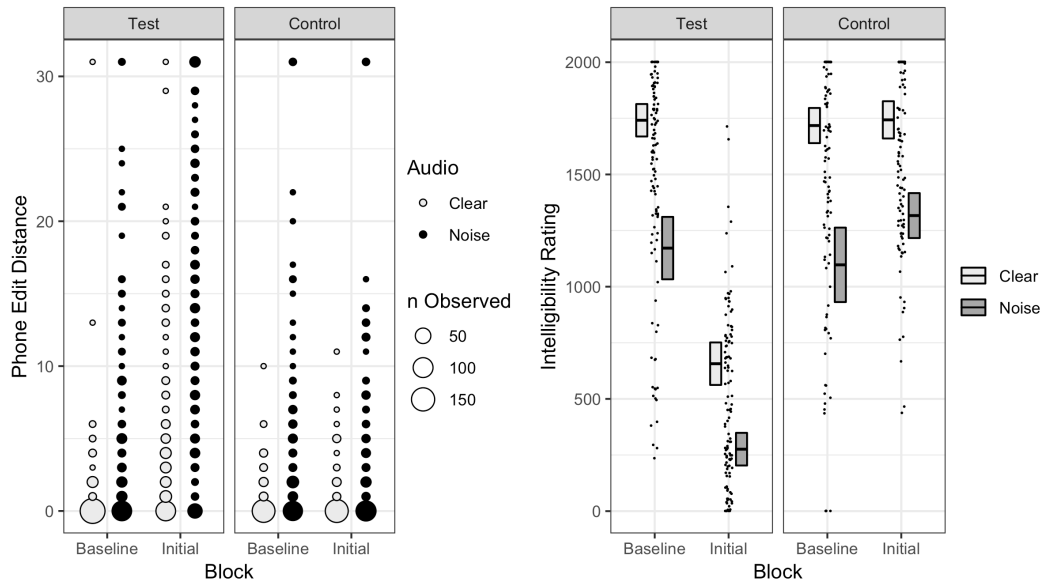 Test Control
Phone Edit Distance
30
20
10
0
Baseline Initial Baseline Initial
Block
Audio
Clear
Noise
n Observed
50
100
150
Test Control
Intelligibility Rating
2000
1500
1000
500
0
Baseline Initial Baseline Initial
Block
Clear
Noise